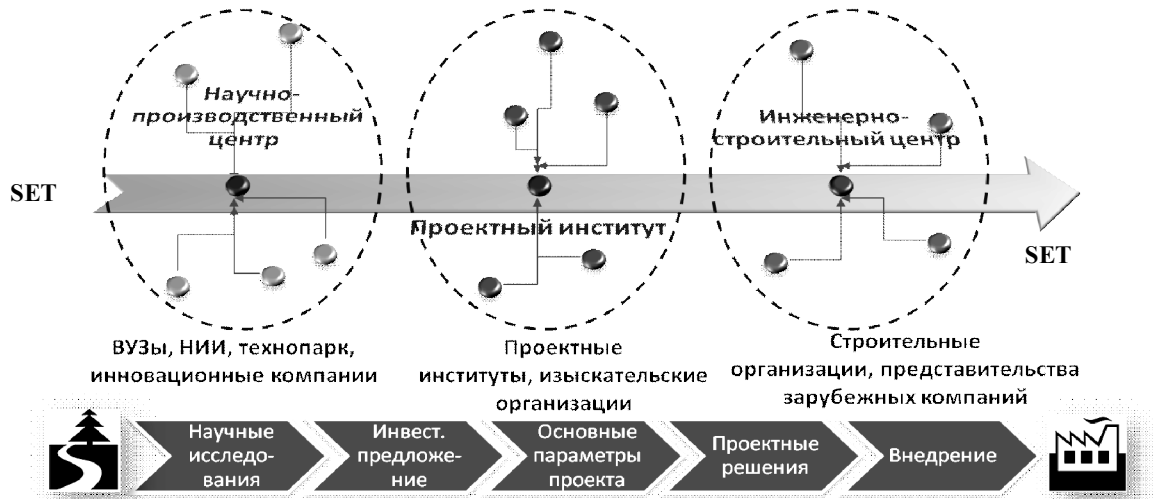 Научно-
производственный
центр
Инженерно-
строительный центр
SET
Проектный институт
SET
ВУЗы, НИИ, технопарк,
инновационные компании
Проектные
институты, изыскательские
организации
Строительные
организации, представительства
зарубежных компаний
Научные
исследо-
вания
Инвест.
предложе-
ние
Основные
параметры
проекта
Проектные
решения
Внедрение